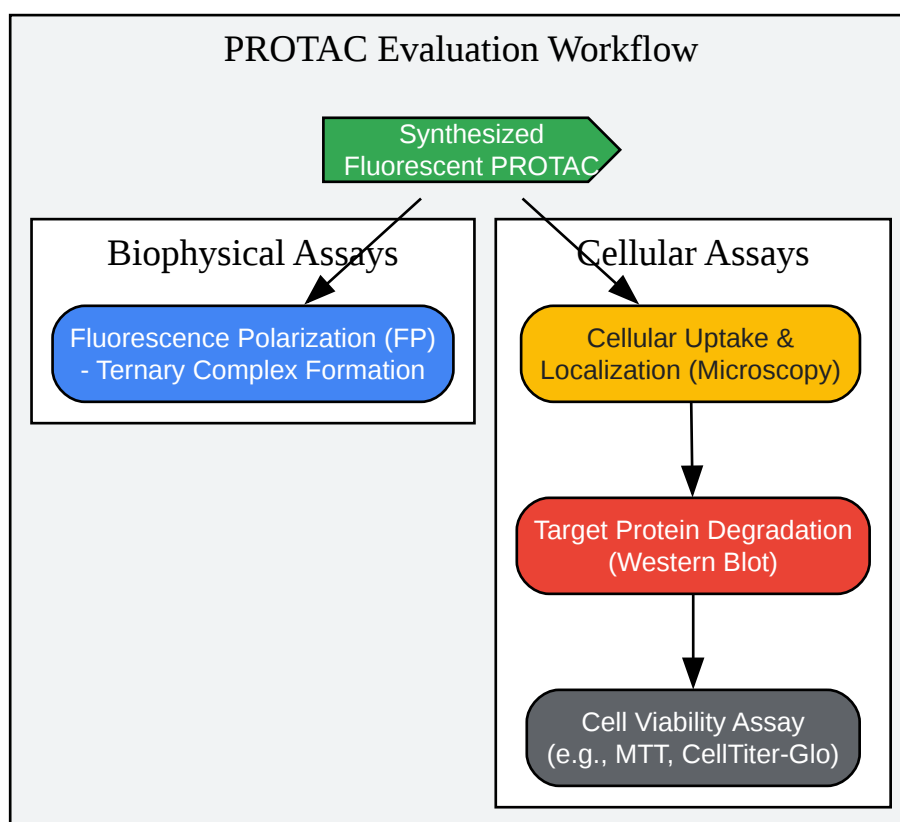 PROTAC Evaluation Workflow
Synthesized
Fluorescent PROTAC
Biophysical Assays
Fluorescence Polarization (FP)
- Ternary Complex Formation
Cellular Assays
Cellular Uptake &
Localization (Microscopy)
Target Protein Degradation
(Western Blot)
Cell Viability Assay
(e.g., MTT, CellTiter-Glo)